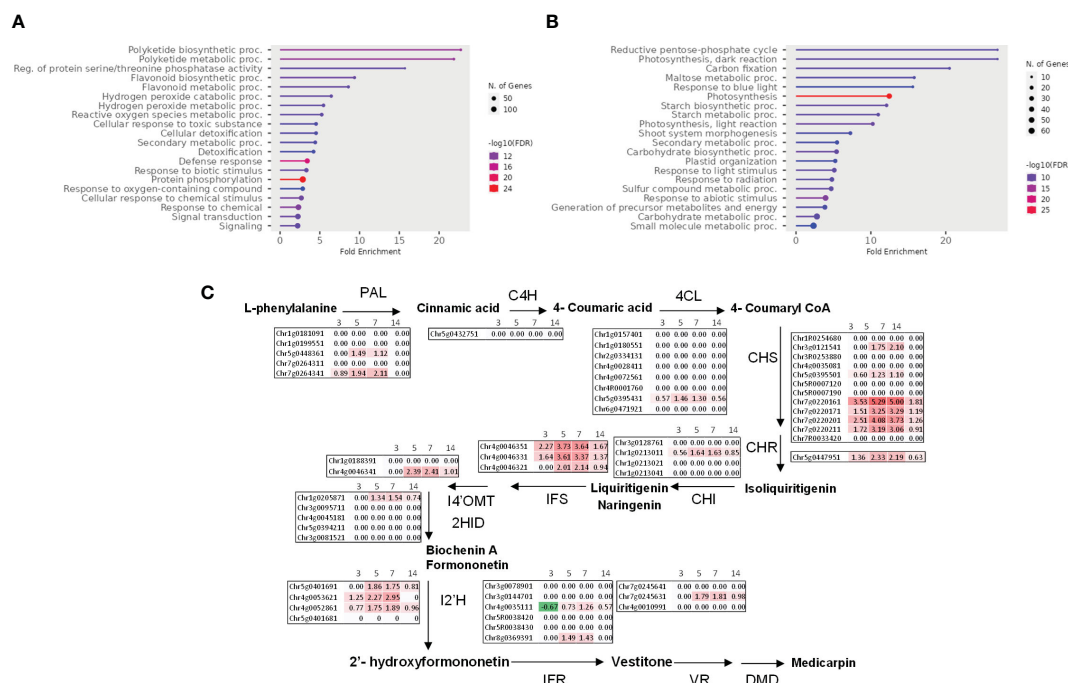 A
Polyketide biosynthetic proc.
Polyketide metabolic proc.
Reg. of protein serine/threonine phosphatase activity
Flavonoid biosynthetic proc.
Flavonoid metabolic proc.
Hydrogen peroxide catabolic proc.
Hydrogen peroxide metabolic proc.
Reactive oxygen species metabolic proc.
Cellular response to toxic substance
Cellular detoxification
Secondary metabolic proc.
Detoxification
Defense response
Response to biotic stimulus
Protein phosphorylation
Response to oxygen-containing compound
Cellular response to chemical stimulus
Response to chemical
Signal transduction
Signaling
0 5 10 15 20
Fold Enrichment
N. of Genes
50
100
-log10(FDR)
12
16
20
24
B
Reductive pentose-phosphate cycle
Photosynthesis, dark reaction
Carbon fixation
Maltose metabolic proc.
Response to blue light
Photosynthesis
Starch biosynthetic proc.
Starch metabolic proc.
Photosynthesis, light reaction
Shoot system morphogenesis
Secondary metabolic proc.
Carbohydrate biosynthetic proc.
Plastid organization
Response to light stimulus
Response to radiation
Sulfur compound metabolic proc.
Response to abiotic stimulus
Generation of precursor metabolites and energy
Carbohydrate metabolic proc.
Small molecule metabolic proc.
0 10 20
Fold Enrichment
N. of Genes
10
20
30
40
50
60
-log10(FDR
10
15
20
25
C
L-phenylalanine PAL Cinnamic acid C4H 4- Coumaric acid 4CL 4- Coumaryl CoA
3 5 7 14
Chr1g0181091 0.00 0.00 0.00 0.00
Chr1g0199551 0.00 0.00 0.00 0.00
Chr5g0448361 0.00 1.49 1.12 0.00
Chr7g0264311 0.00 0.00 0.00 0.00
Chr7g0264341 0.89 1.94 2.11 0.00
3 5 7 14
Chr5g0432751 0.00 0.00 0.00 0.00
3 5 7 14
Chr1g0157401 0.00 0.00 0.00 0.00
Chr1g0180551 0.00 0.00 0.00 0.00
Chr2g0334131 0.00 0.00 0.00 0.00
Chr4g0028411 0.00 0.00 0.00 0.00
Chr4g0072561 0.00 0.00 0.00 0.00
Chr4R0001760 0.00 0.00 0.00 0.00
Chr5g0395431 0.57 1.46 1.30 0.56
Chr6g0471921 0.00 0.00 0.00 0.00
CHS
3 5 7 14
Chr1R0254680 0.00 0.00 0.00 0.00
Chr3g0121541 0.00 1.75 2.10 0.00
Chr3R0253880 0.00 0.00 0.00 0.00
Chr4g0035081 0.00 0.00 0.00 0.00
Chr5g0395501 0.60 1.23 1.10 0.00
Chr5R0007120 0.00 0.00 0.00 0.00
Chr5R0007190 0.00 0.00 0.00 0.00
Chr7g0220161 3.53 5.29 5.00 1.81
Chr7g0220171 1.51 3.25 3.29 1.19
Chr7g0220201 2.51 4.08 3.73 1.26
Chr7g0220211 1.72 3.19 3.06 0.91
Chr7R0033420 0.00 0.00 0.00 0.00
CHR
Chr5g0447951 1.36 2.33 2.19 0.63
Isoliquiritigenin
3 5 7 14
Chr3g0128761 0.00 0.00 0.00 0.00
Chr1g0213011 0.56 1.64 1.63 0.85
Chr1g0213021 0.00 0.00 0.00 0.00
Chr1g0213041 0.00 0.00 0.00 0.00
CHI
Liquiritigenin
Naringenin
3 5 7 14
Chr4g0046351 2.27 3.73 3.64 1.67
Chr4g0046331 1.64 3.61 3.37 1.37
Chr4g0046321 0.00 2.01 2.14 0.94
IFS
3 5 7 14
Chr1g0188391 0.00 0.00 0.00 0.00
Chr4g0046341 0.00 2.39 2.41 1.01
I4'OMT
2HID
3 5 7 14
Chr1g0205871 0.00 1.34 1.54 0.74
Chr3g0095711 0.00 0.00 0.00 0.00
Chr4g0045181 0.00 0.00 0.00 0.00
Chr5g0394211 0.00 0.00 0.00 0.00
Chr3g0081521 0.00 0.00 0.00 0.00
Biochenin A
Formononetin
3 5 7 14
Chr5g0401691 0.00 1.86 1.75 0.81
Chr4g0053621 1.25 2.27 2.95 0
Chr4g0052861 0.77 1.75 1.89 0.96
Chr5g0401681 0 0 0 0
I2'H
3 5 7 14
Chr3g0078901 0.00 0.00 0.00 0.00
Chr3g0144701 0.00 0.00 0.00 0.00
Chr4g0035111 -0.67 0.73 1.26 0.57
Chr5R0038420 0.00 0.00 0.00 0.00
Chr5R0038430 0.00 0.00 0.00 0.00
Chr8g0369391 0.00 1.49 1.43 0.00
3 5 7 14
Chr7g0245641 0.00 0.00 0.00 0.00
Chr7g0245631 0.00 1.79 1.81 0.98
Chr4g0010991 0.00 0.00 0.00 0.00
2'- hydroxyformononetin IFR Vestitone VR DMD Medicarpin